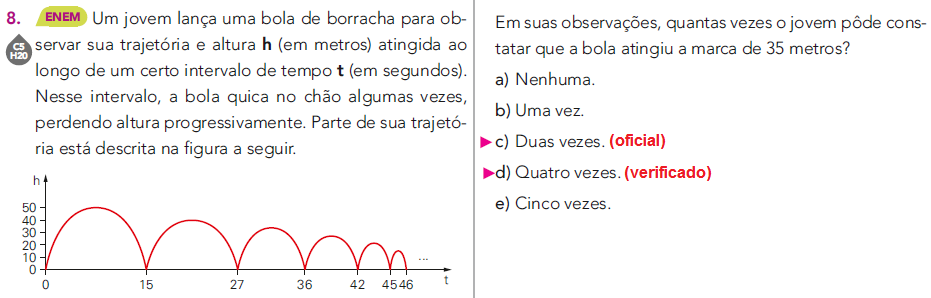 8. ENEM Um jovem lança uma bola de borracha para ob-
C5
H20
servar sua trajetória e altura h (em metros) atingida ao
longo de um certo intervalo de tempo t (em segundos).
Nesse intervalo, a bola quica no chão algumas vezes,
perdendo altura progressivamente. Parte de sua trajetó-
ria está descrita na figura a seguir.
h
50
40
30
20
10
0
0 15 27 36 42 45 46 t
...
Em suas observações, quantas vezes o jovem pôde cons-
tatar que a bola atingiu a marca de 35 metros?
a) Nenhuma.
b) Uma vez.
c) Duas vezes. (oficial)
d) Quatro vezes. (verificado)
e) Cinco vezes.